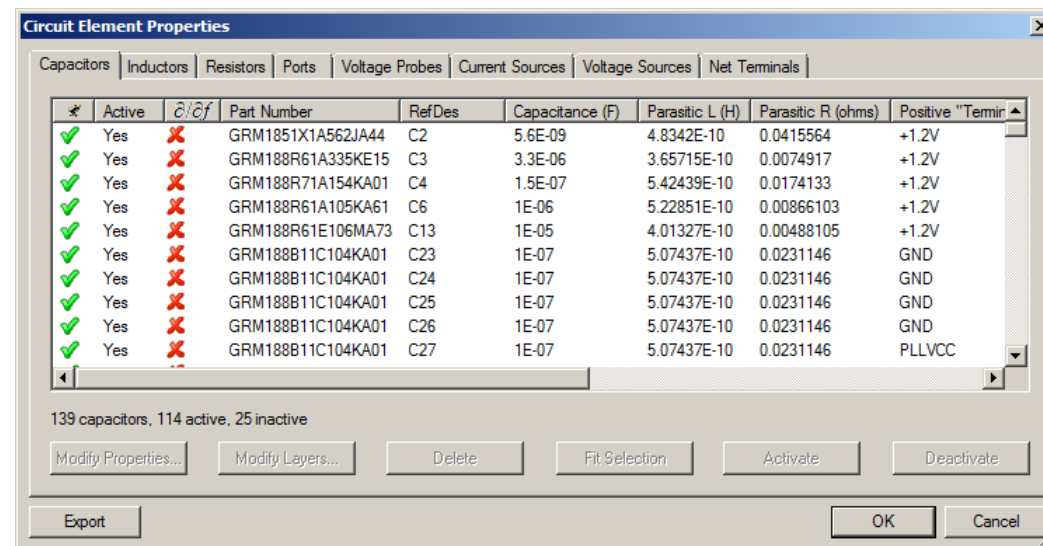 Circuit Element Properties
Capacitors Inductors Resistors Ports Voltage Probes Current Sources Voltage Sources Net Terminals
Active ∂/∂f Part Number RefDes Capacitance (F) Parasitic L (H) Parasitic R (ohms) Positive "Termin
Yes GRM1851X1A562JA44 C2 5.6E-09 4.8342E-10 0.0415564 +1.2V
Yes GRM188R61A335KE15 C3 3.3E-06 3.65715E-10 0.0074917 +1.2V
Yes GRM188R71A154KA01 C4 1.5E-07 5.42439E-10 0.0174133 +1.2V
Yes GRM188R61A105KA61 C6 1E-06 5.22851E-10 0.00866103 +1.2V
Yes GRM188R61E106MA73 C13 1E-05 4.01327E-10 0.00488105 +1.2V
Yes GRM188B11C104KA01 C23 1E-07 5.07437E-10 0.0231146 GND
Yes GRM188B11C104KA01 C24 1E-07 5.07437E-10 0.0231146 GND
Yes GRM188B11C104KA01 C25 1E-07 5.07437E-10 0.0231146 GND
Yes GRM188B11C104KA01 C26 1E-07 5.07437E-10 0.0231146 GND
Yes GRM188B11C104KA01 C27 1E-07 5.07437E-10 0.0231146 PLLVCC
139 capacitors, 114 active, 25 inactive
Modify Properties... Modify Layers... Delete Fit Selection Activate Deactivate
Export OK Cancel